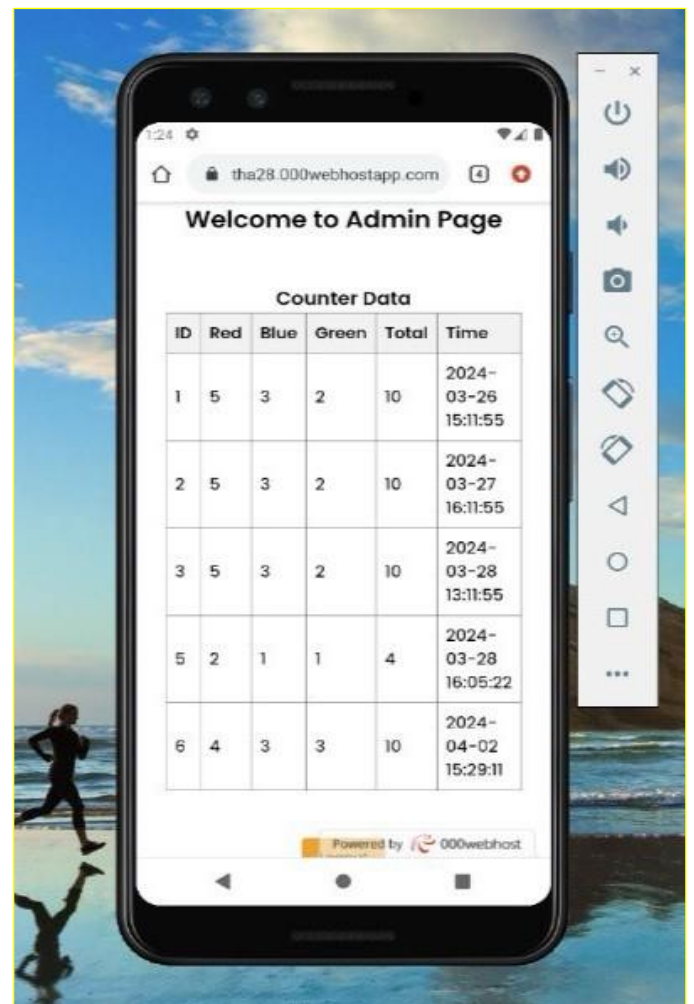 1:24
tha28.000webhostapp.com 4
Welcome to Admin Page
Counter Data
ID Red Blue Green Total Time
1 5 3 2 10 2024-
03-26
15:11:55
2 5 3 2 10 2024-
03-27
16:11:55
3 5 3 2 10 2024-
03-28
13:11:55
5 2 1 1 4 2024-
03-28
16:05:22
6 4 3 3 10 2024-
04-02
15:29:11
Powered by 000webhost